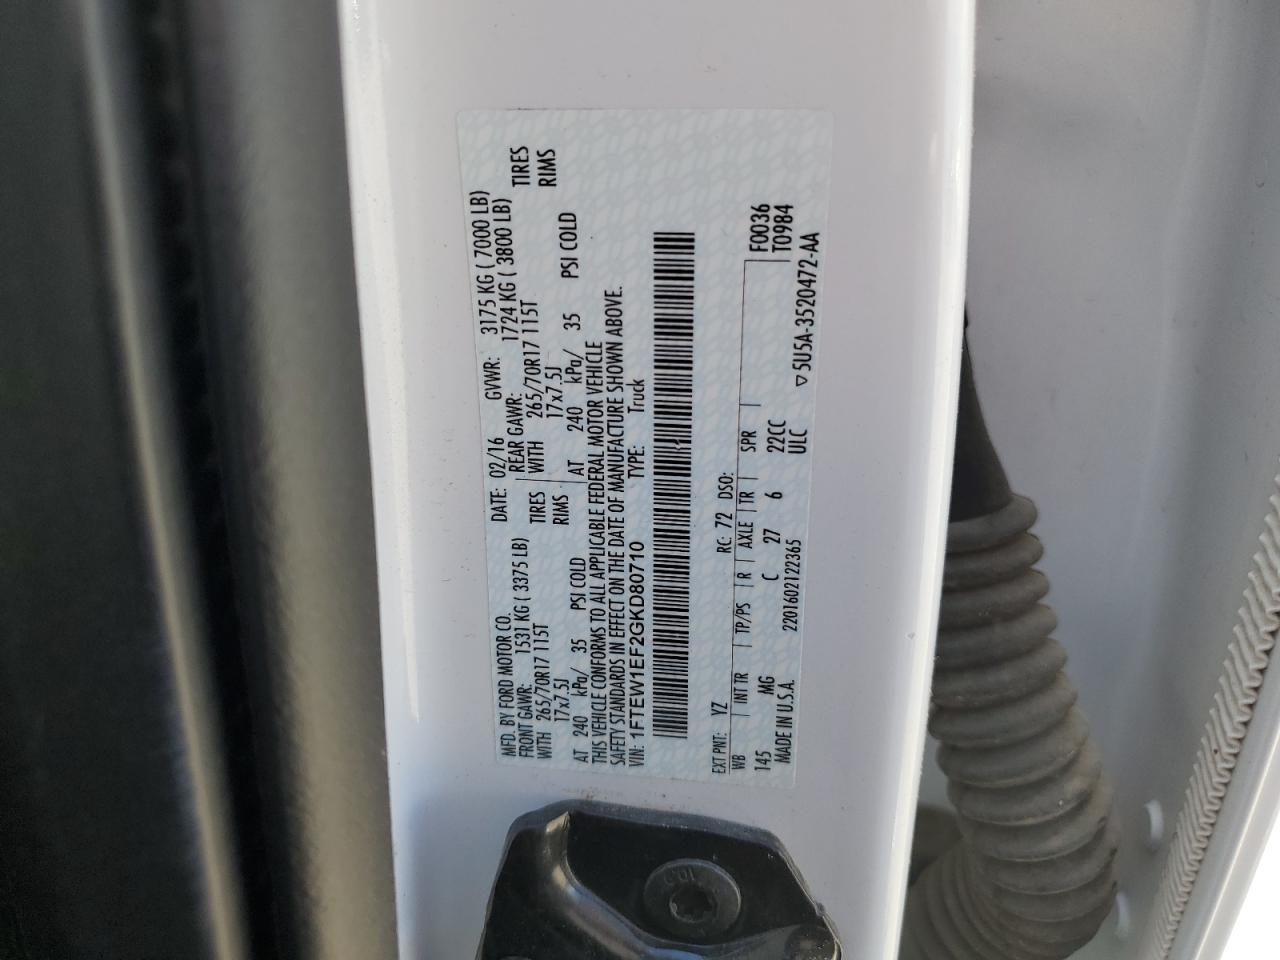 MFD. BY FORD MOTOR CO. DATE: 02/16 GVWR: 3175 KG ( 7000 LB)
FRONT GAWR: 1531 KG ( 3375 LB) REAR GAWR: 1724 KG ( 3800 LB)
WITH 265/70R17 115T TIRES WITH 265/70R17 115T TIRES
17x7.5J RIMS 17x7.5J RIMS
AT 240 kPa/ 35 PSI COLD AT 240 kPa/ 35 PSI COLD
THIS VEHICLE CONFORMS TO ALL APPLICABLE FEDERAL MOTOR VEHICLE
SAFETY STANDARDS IN EFFECT ON THE DATE OF MANUFACTURE SHOWN ABOVE.
VIN: 1FTEW1EF2GKD80710 TYPE: Truck
EXT PNT: YZ RC: 72 DSO:
WB INT TR TP/PS R AXLE TR SPR F0036
145 MG C 27 6 22CC T0984
MADE IN U.S.A. 2201602122365 ULC ▽5U5A-3520472-AA
10.9